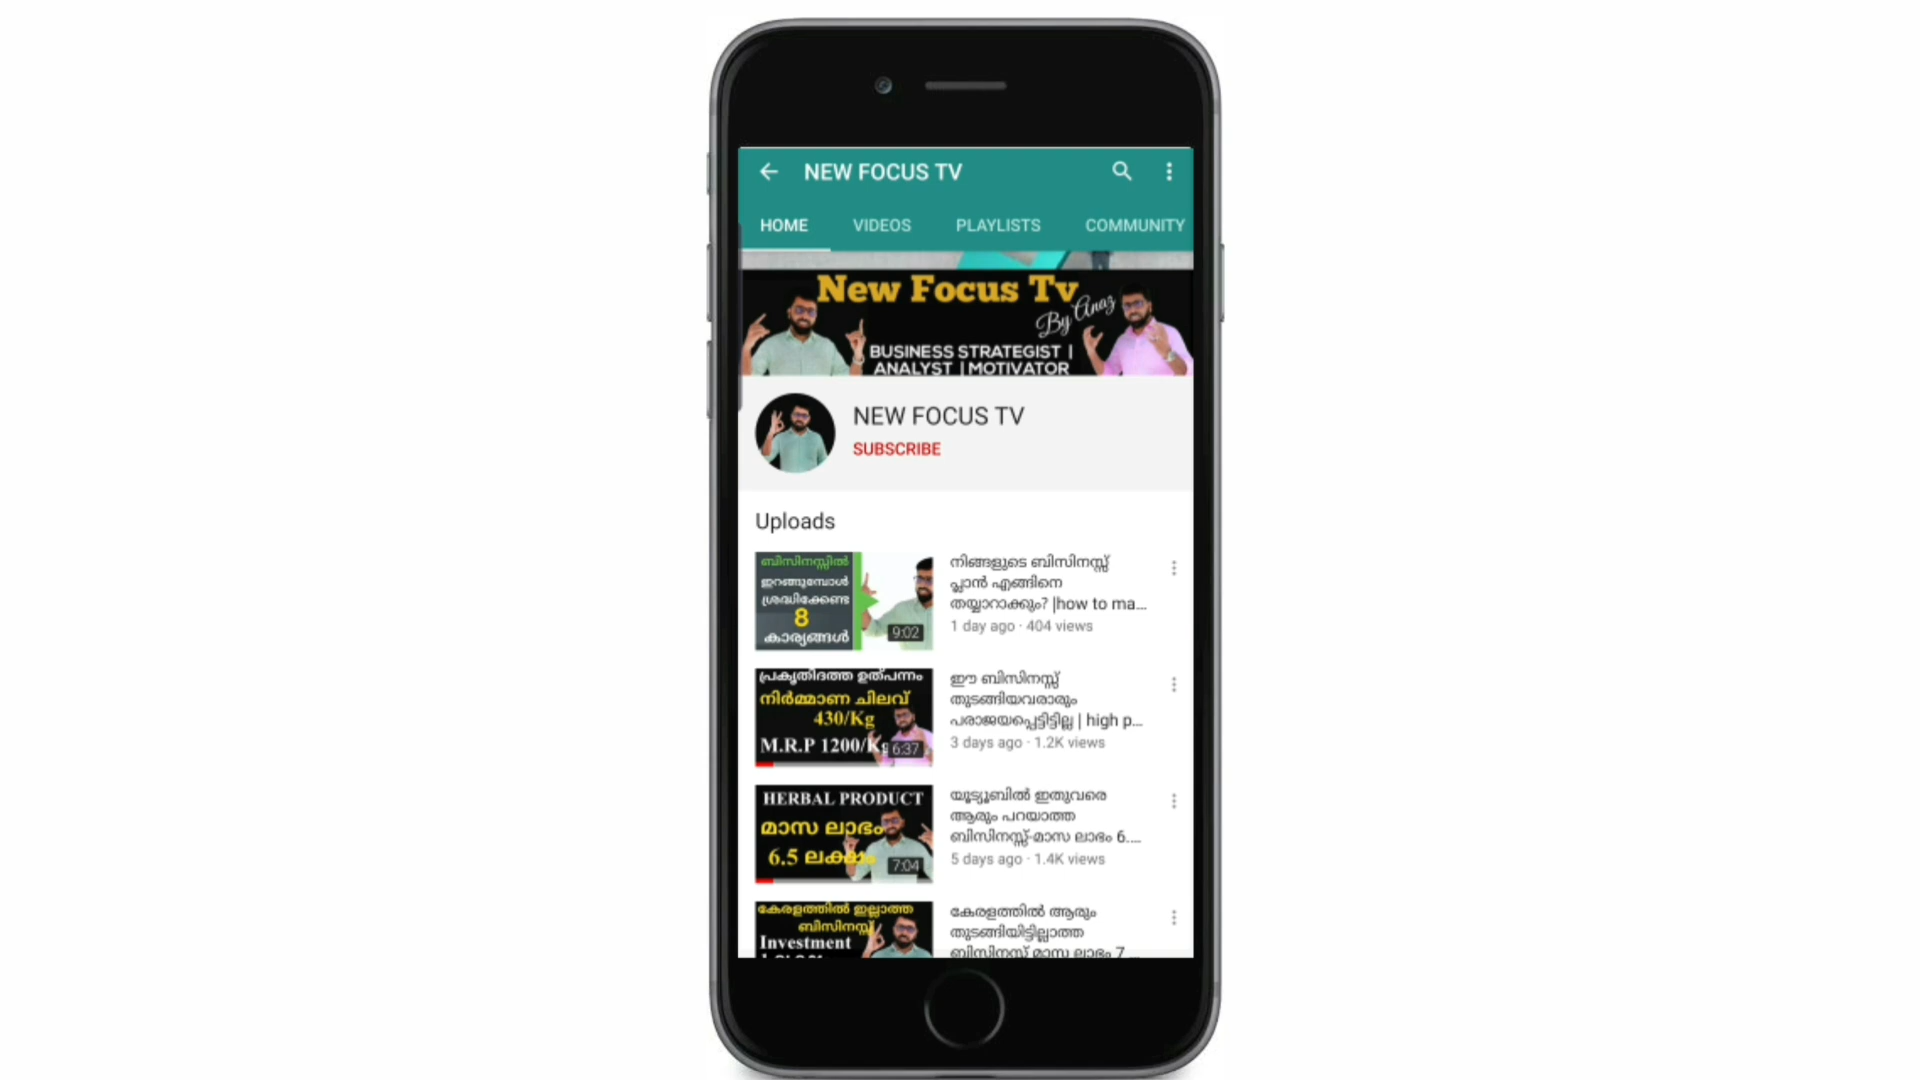 NEW FOCUS TV
HOME VIDEOS PLAYLISTS COMMUNITY
New Focus Tv
By Anaz
BUSINESS STRATEGIST |
ANALYST | MOTIVATOR
NEW FOCUS TV
SUBSCRIBE
Uploads
ബിസിനസ്സിൽ
ഇറങ്ങുമ്പോൾ
ശ്രദ്ധിക്കേണ്ട
8
കാര്യങ്ങൾ
9:02
നിങ്ങളുടെ ബിസിനസ്സ്
പ്ലാൻ എങ്ങിനെ
തയ്യാറാക്കും? |how to ma...
1 day ago · 404 views
പ്രകൃതിദത്ത ഉത്പന്നം
നിർമ്മാണ ചിലവ്
430/Kg
M.R.P 1200/Kg
6:37
ഈ ബിസിനസ്സ്
തുടങ്ങിയവരാരും
പരാജയപ്പെട്ടിട്ടില്ല | high p...
3 days ago · 1.2K views
HERBAL PRODUCT
മാസ ലാഭം
6.5 ലക്ഷം
7:04
യൂട്യൂബിൽ ഇതുവരെ
ആരും പറയാത്ത
ബിസിനസ്സ്-മാസ ലാഭം 6....
5 days ago · 1.4K views
കേരളത്തിൽ ഇല്ലാത്ത
ബിസിനസ്സ്
Investment
കേരളത്തിൽ ആരും
തുടങ്ങിയിട്ടില്ലാത്ത
ബിസിനസ് മാസ ലാഭം 7...